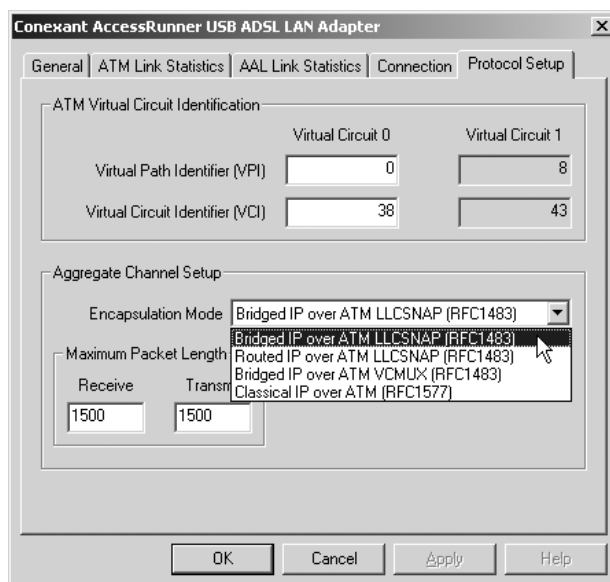 Conexant AccessRunner USB ADSL LAN Adapter
General ATM Link Statistics AAL Link Statistics Connection Protocol Setup
ATM Virtual Circuit Identification
Virtual Circuit 0 Virtual Circuit 1
Virtual Path Identifier (VPI) 0 8
Virtual Circuit Identifier (VCI) 38 43
Aggregate Channel Setup
Encapsulation Mode Bridged IP over ATM LLCSNAP (RFC1483)
Bridged IP over ATM LLCSNAP (RFC1483)
Routed IP over ATM LLCSNAP (RFC1483)
Bridged IP over ATM VCMUX (RFC1483)
Classical IP over ATM (RFC1577)
Maximum Packet Length
Receive Transm
1500 1500
OK Cancel Apply Help